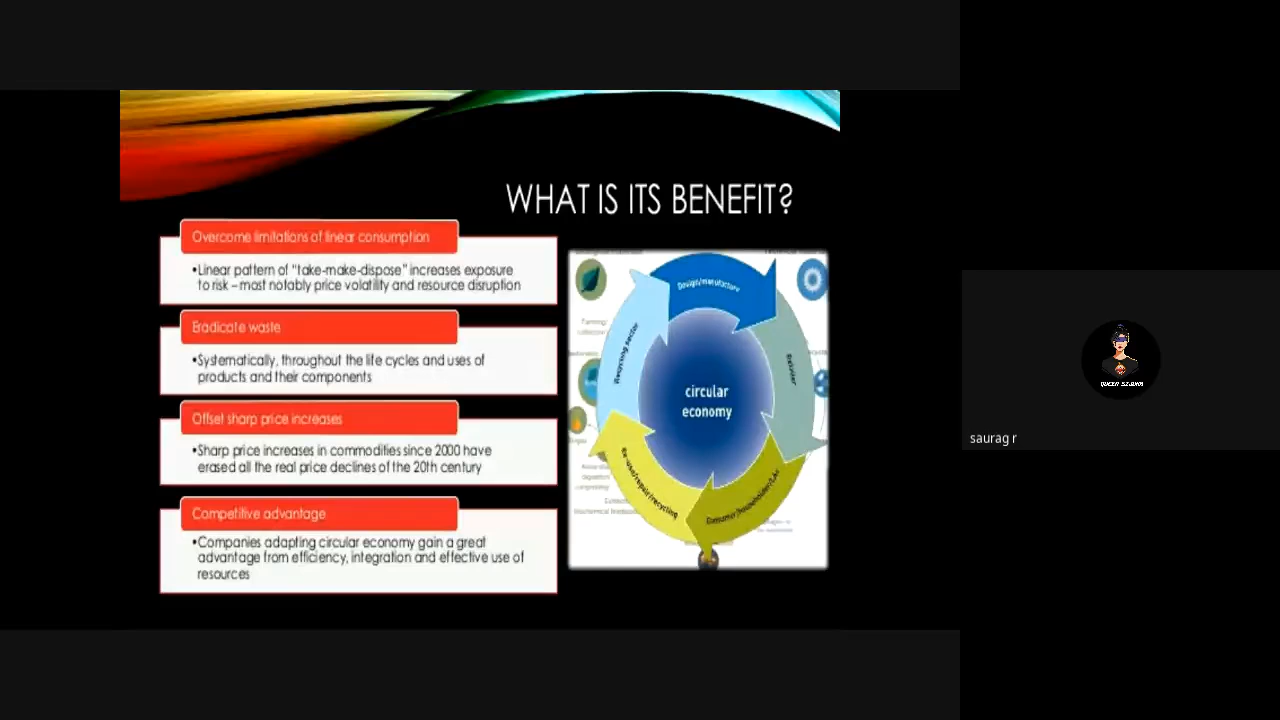 WHAT IS ITS BENEFIT?
Overcome limitations of linear consumption
•Linear pattern of "take-make-dispose" increases exposure
to risk – most notably price volatility and resource disruption
Eradicate waste
•Systematically, throughout the life cycles and uses of
products and their components
Offset sharp price increases
•Sharp price increases in commodities since 2000 have
erased all the real price declines of the 20th century
Competitive advantage
•Companies adapting circular economy gain a great
advantage from efficiency, integration and effective use of
resources
Design/manufacture
Retailer
Re-use/repair/recycling
Recycling sector
circular
economy
saurag r